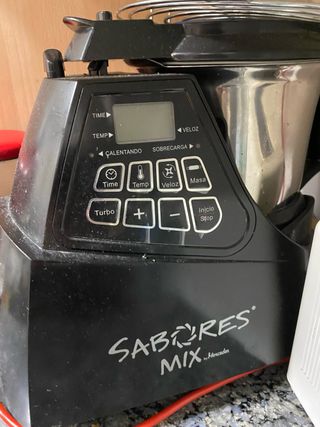 TIME
TEMP
VELOZ
CALENTANDO SOBRECARGA
Time Temp Veloz Masa
Turbo + − Inicio Stop
SABORES®
MIX